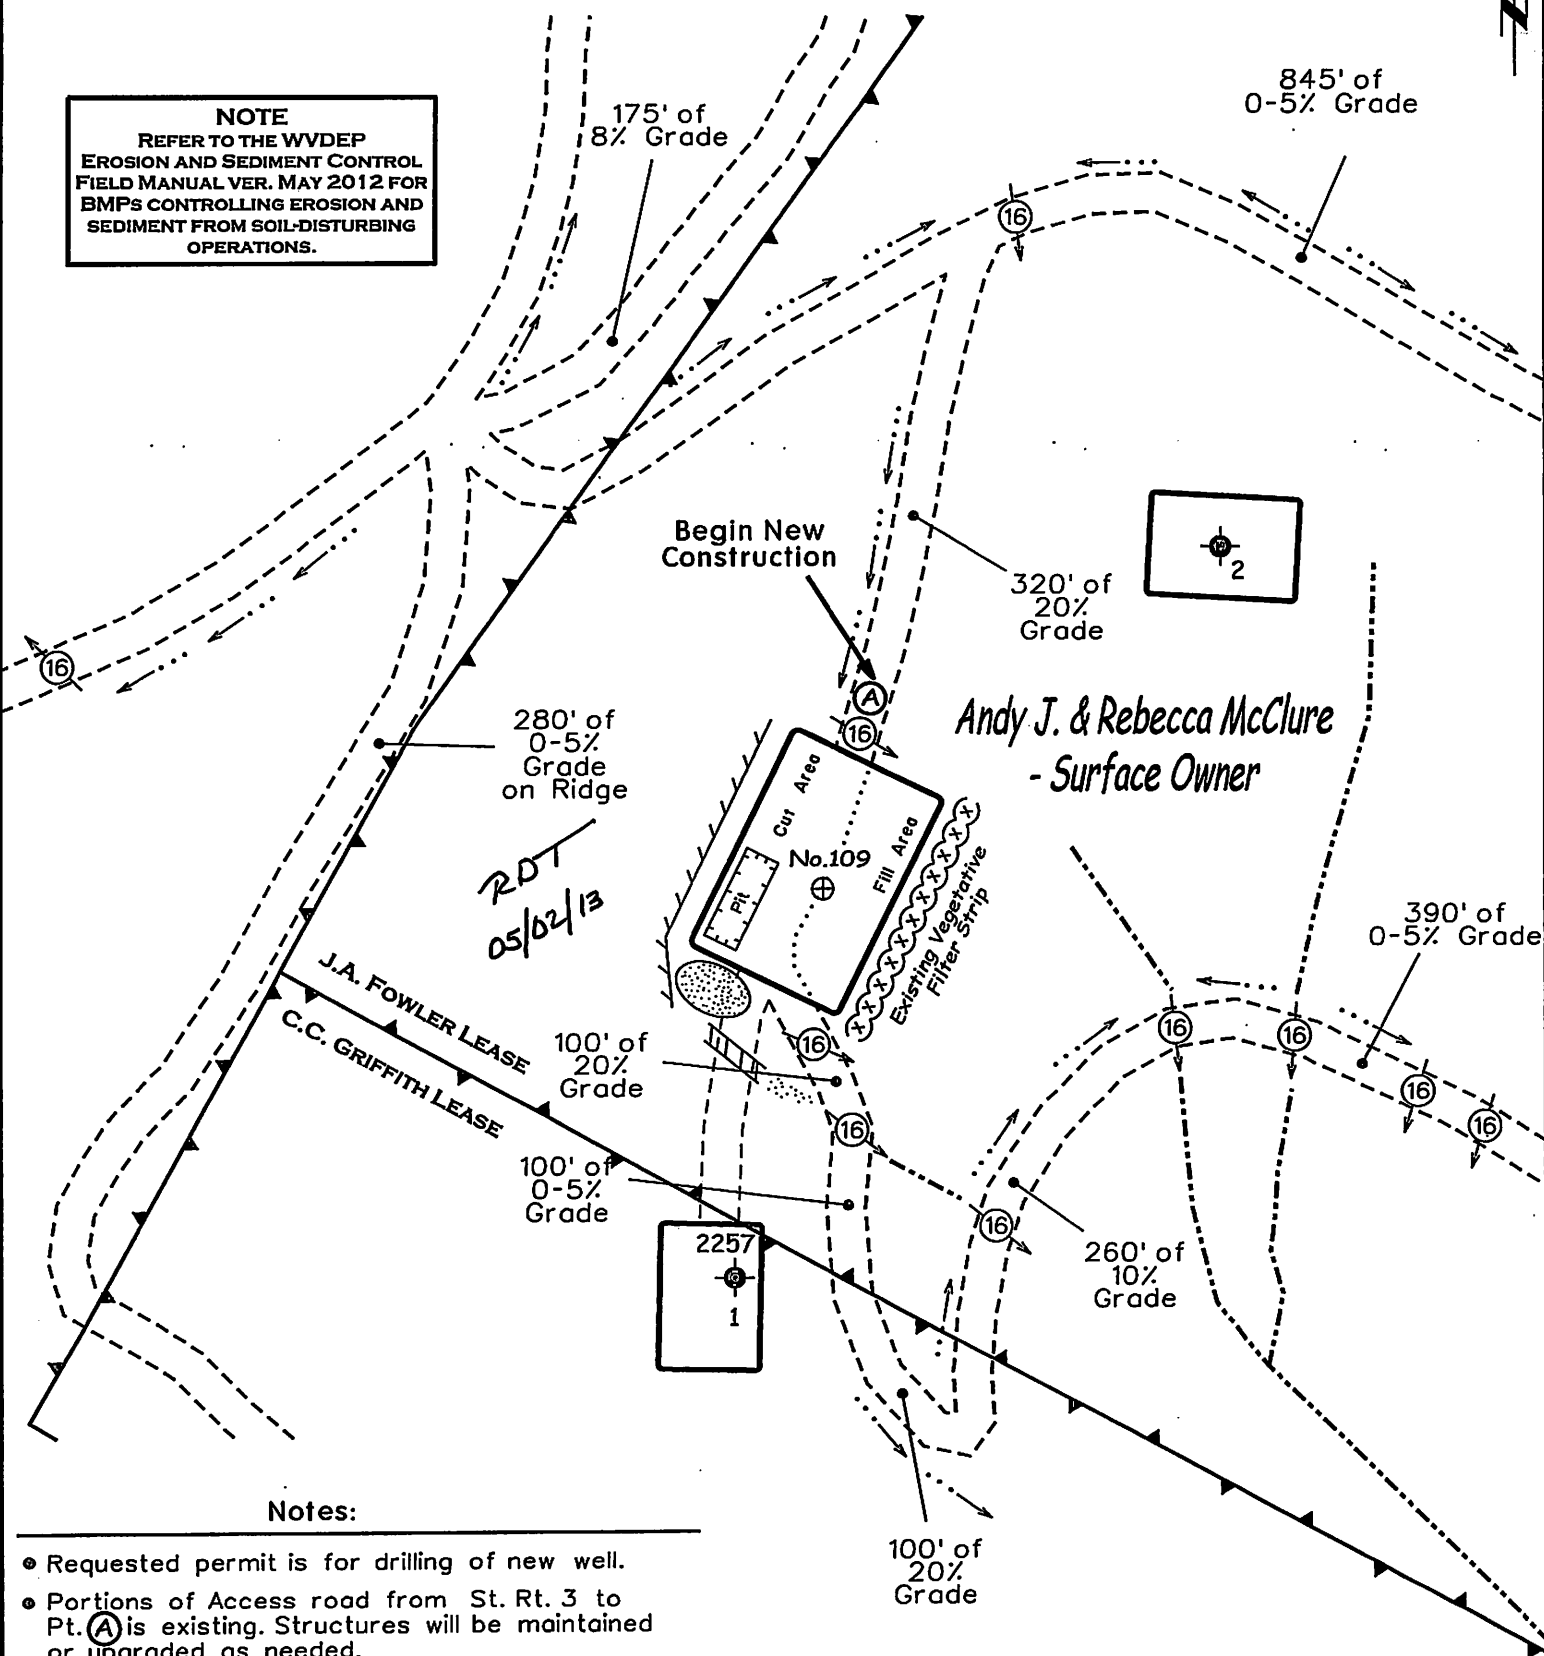 NOTE
REFER TO THE WVDEP
EROSION AND SEDIMENT CONTROL
FIELD MANUAL VER. MAY 2012 FOR
BMPS CONTROLLING EROSION AND
SEDIMENT FROM SOIL-DISTURBING
OPERATIONS.
175' of
8% Grade
845' of
0-5% Grade
16
Begin New
Construction
320' of
20%
Grade
2
16
A
16
280' of
0-5%
Grade
on Ridge
Andy J. & Rebecca McClure
- Surface Owner
RDT
05/02/13
Cut Area
No.109
Fill Area
Pit
Existing Vegetative
Filter Strip
390' of
0-5% Grade
J.A. FOWLER LEASE
C.C. GRIFFITH LEASE
100' of
20%
Grade
16
16
16
16
16
16
100' of
0-5%
Grade
16
2257
1
260' of
10%
Grade
100' of
20%
Grade
Notes:
Requested permit is for drilling of new well.
Portions of Access road from St. Rt. 3 to
Pt. A is existing. Structures will be maintained
or upgraded as needed.